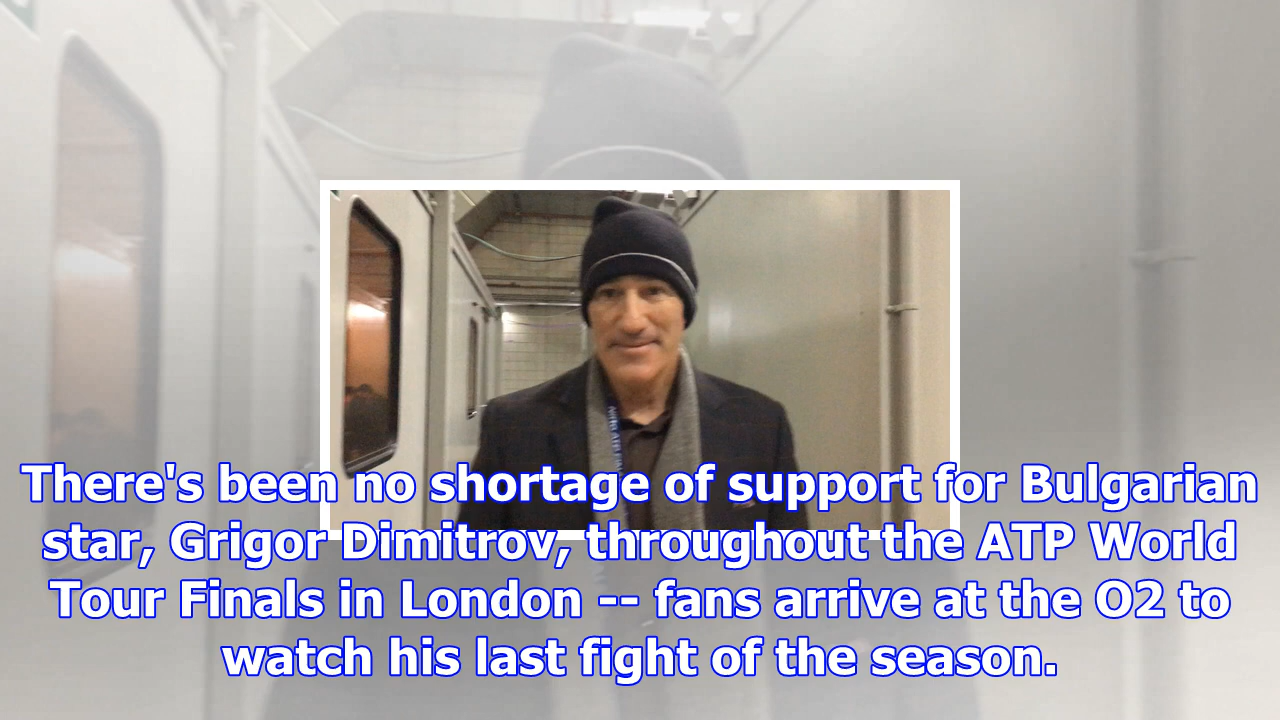 There's been no shortage of support for Bulgarian
star, Grigor Dimitrov, throughout the ATP World
Tour Finals in London -- fans arrive at the O2 to
watch his last fight of the season.